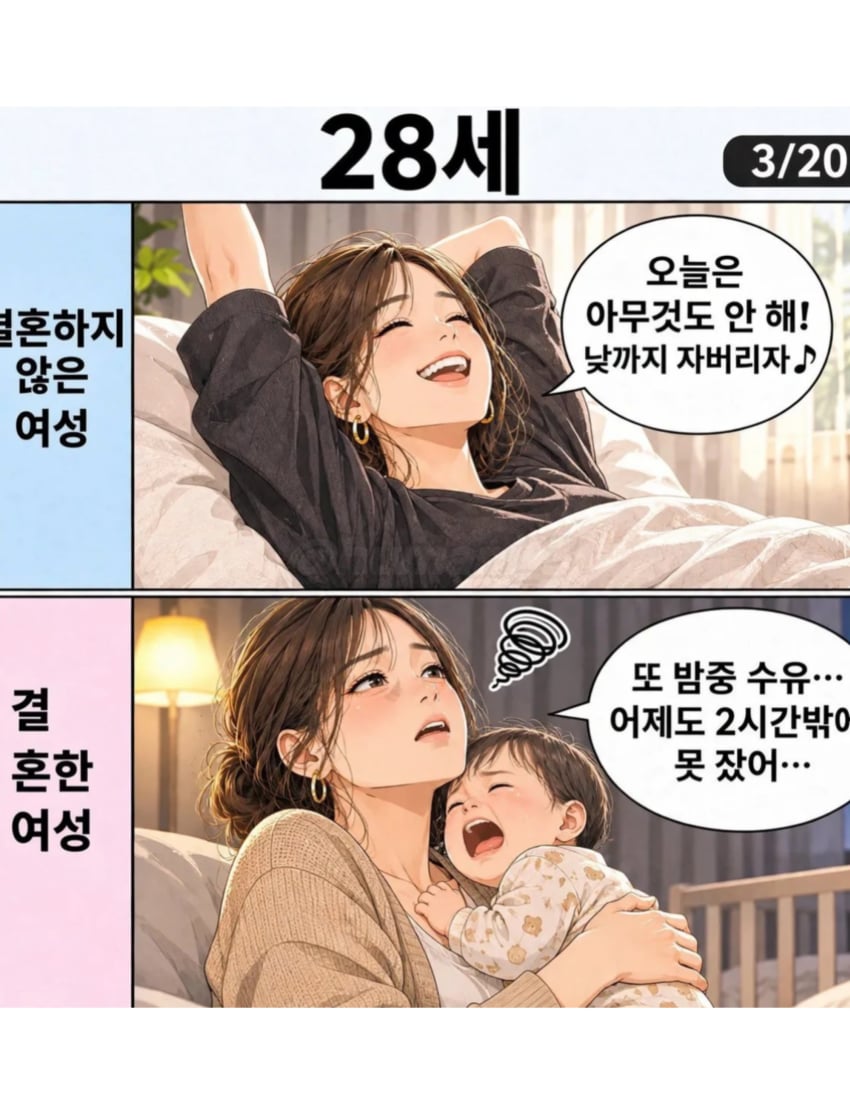 28세
3/20
결혼하지
않은
여성
오늘은
아무것도 안 해!
낮까지 자버리자♪
결
혼한
여성
또 밤중 수유…
어제도 2시간밖에
못 잤어…